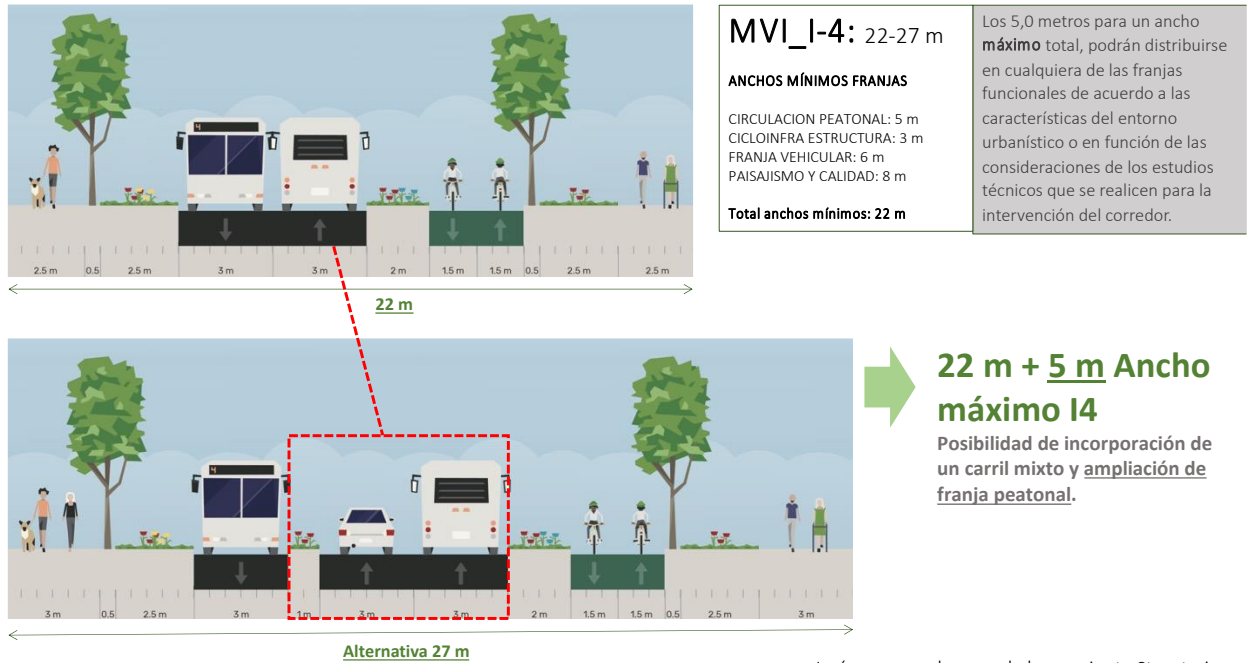 4
2.5 m 0.5 2.5 m 3 m 3 m 2 m 1.5 m 1.5 m 0.5 2.5 m 2.5 m
22 m
MVI_I-4: 22-27 m
ANCHOS MÍNIMOS FRANJAS
CIRCULACION PEATONAL: 5 m
CICLOINFRA ESTRUCTURA: 3 m
FRANJA VEHICULAR: 6 m
PAISAJISMO Y CALIDAD: 8 m
Total anchos mínimos: 22 m
Los 5,0 metros para un ancho
máximo total, podrán distribuirse
en cualquiera de las franjas
funcionales de acuerdo a las
características del entorno
urbanístico o en función de las
consideraciones de los estudios
técnicos que se realicen para la
intervención del corredor.
4
3 m 0.5 2.5 m 3 m 1 m 3 m 3 m 2 m 1.5 m 1.5 m 0.5 2.5 m 3 m
Alternativa 27 m
22 m + 5 m Ancho
máximo I4
Posibilidad de incorporación de
un carril mixto y ampliación de
franja peatonal.